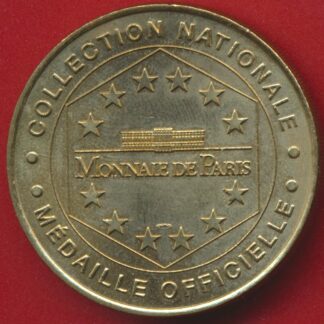 COLLECTION NATIONALE
MONNAIE DE PARIS
MÉDAILLE OFFICIELLE